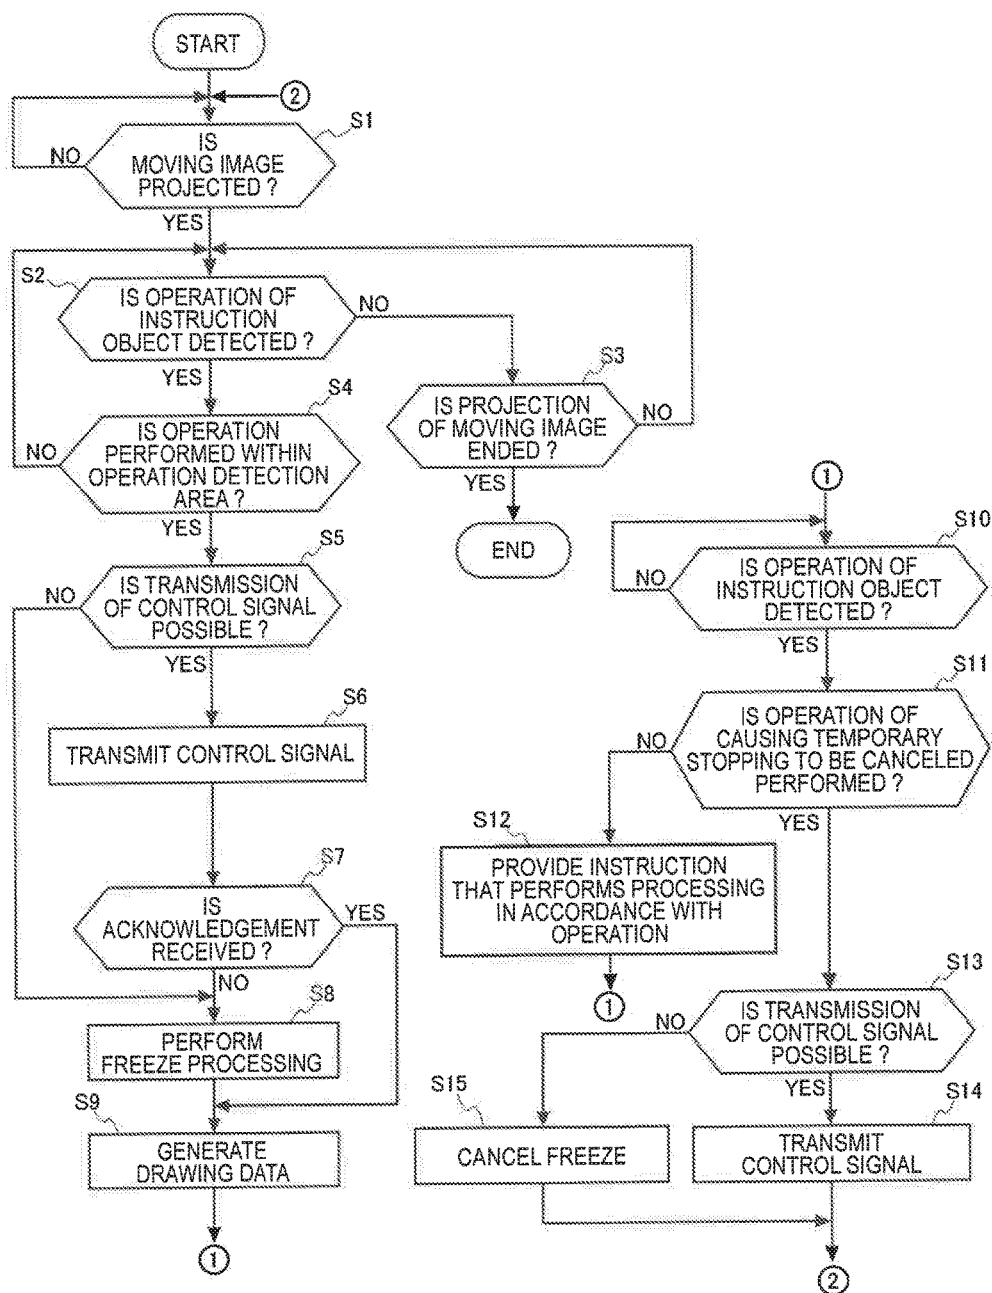 START
2
S1
IS
MOVING IMAGE
PROJECTED ?
NO
YES
S2
IS OPERATION OF
INSTRUCTION
OBJECT DETECTED ?
NO
YES
S3
IS PROJECTION
OF MOVING IMAGE
ENDED ?
NO
YES
END
S4
IS OPERATION
PERFORMED WITHIN
OPERATION DETECTION
AREA ?
NO
YES
S5
IS TRANSMISSION
OF CONTROL SIGNAL
POSSIBLE ?
NO
YES
S6
TRANSMIT CONTROL SIGNAL
S7
IS
ACKNOWLEDGEMENT
RECEIVED ?
YES
NO
S8
PERFORM
FREEZE PROCESSING
S9
GENERATE
DRAWING DATA
1
1
S10
IS OPERATION OF
INSTRUCTION OBJECT
DETECTED ?
NO
YES
S11
IS OPERATION OF
CAUSING TEMPORARY
STOPPING TO BE CANCELED
PERFORMED ?
NO
YES
S12
PROVIDE INSTRUCTION
THAT PERFORMS PROCESSING
IN ACCORDANCE WITH
OPERATION
1
S13
IS TRANSMISSION
OF CONTROL SIGNAL
POSSIBLE ?
NO
YES
S15
CANCEL FREEZE
S14
TRANSMIT
CONTROL SIGNAL
2